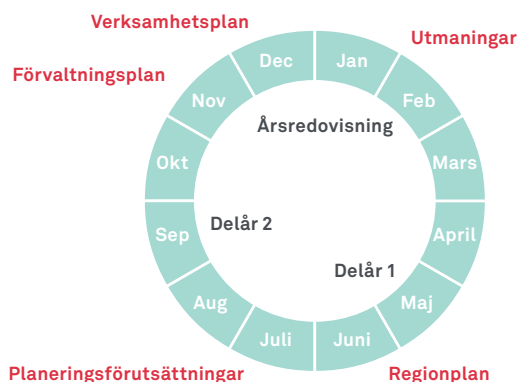 Verksamhetsplan
Utmaningar
Förvaltningsplan
Dec
Jan
Nov
Feb
Årsredovisning
Okt
Mars
Delår 2
Sep
April
Delår 1
Aug
Maj
Juli
Juni
Planeringsförutsättningar
Regionplan